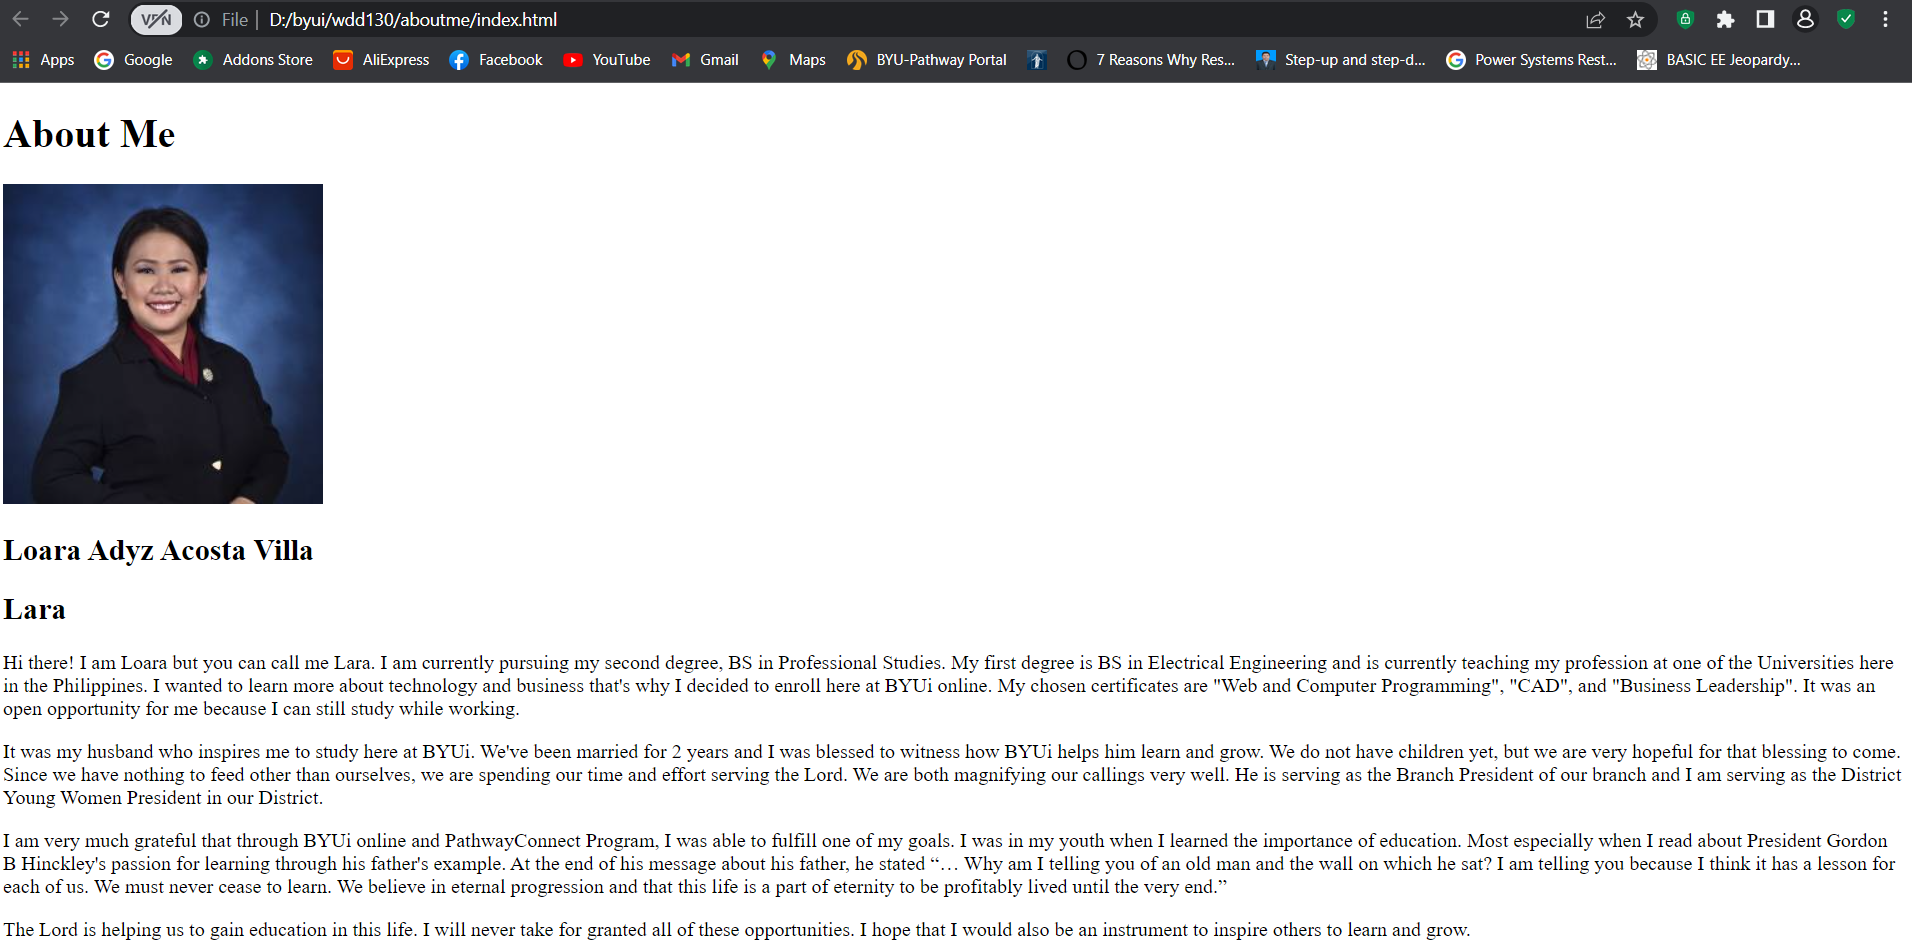 VPN File | D:/byui/wdd130/aboutme/index.html
Apps Google Addons Store AliExpress Facebook YouTube Gmail Maps BYU-Pathway Portal 7 Reasons Why Res... Step-up and step-d... Power Systems Rest... BASIC EE Jeopardy...
About Me
Loara Adyz Acosta Villa
Lara
Hi there! I am Loara but you can call me Lara. I am currently pursuing my second degree, BS in Professional Studies. My first degree is BS in Electrical Engineering and is currently teaching my profession at one of the Universities here
in the Philippines. I wanted to learn more about technology and business that's why I decided to enroll here at BYUi online. My chosen certificates are "Web and Computer Programming", "CAD", and "Business Leadership". It was an
open opportunity for me because I can still study while working.
It was my husband who inspires me to study here at BYUi. We've been married for 2 years and I was blessed to witness how BYUi helps him learn and grow. We do not have children yet, but we are very hopeful for that blessing to come.
Since we have nothing to feed other than ourselves, we are spending our time and effort serving the Lord. We are both magnifying our callings very well. He is serving as the Branch President of our branch and I am serving as the District
Young Women President in our District.
I am very much grateful that through BYUi online and PathwayConnect Program, I was able to fulfill one of my goals. I was in my youth when I learned the importance of education. Most especially when I read about President Gordon
B Hinckley's passion for learning through his father's example. At the end of his message about his father, he stated “… Why am I telling you of an old man and the wall on which he sat? I am telling you because I think it has a lesson for
each of us. We must never cease to learn. We believe in eternal progression and that this life is a part of eternity to be profitably lived until the very end.”
The Lord is helping us to gain education in this life. I will never take for granted all of these opportunities. I hope that I would also be an instrument to inspire others to learn and grow.